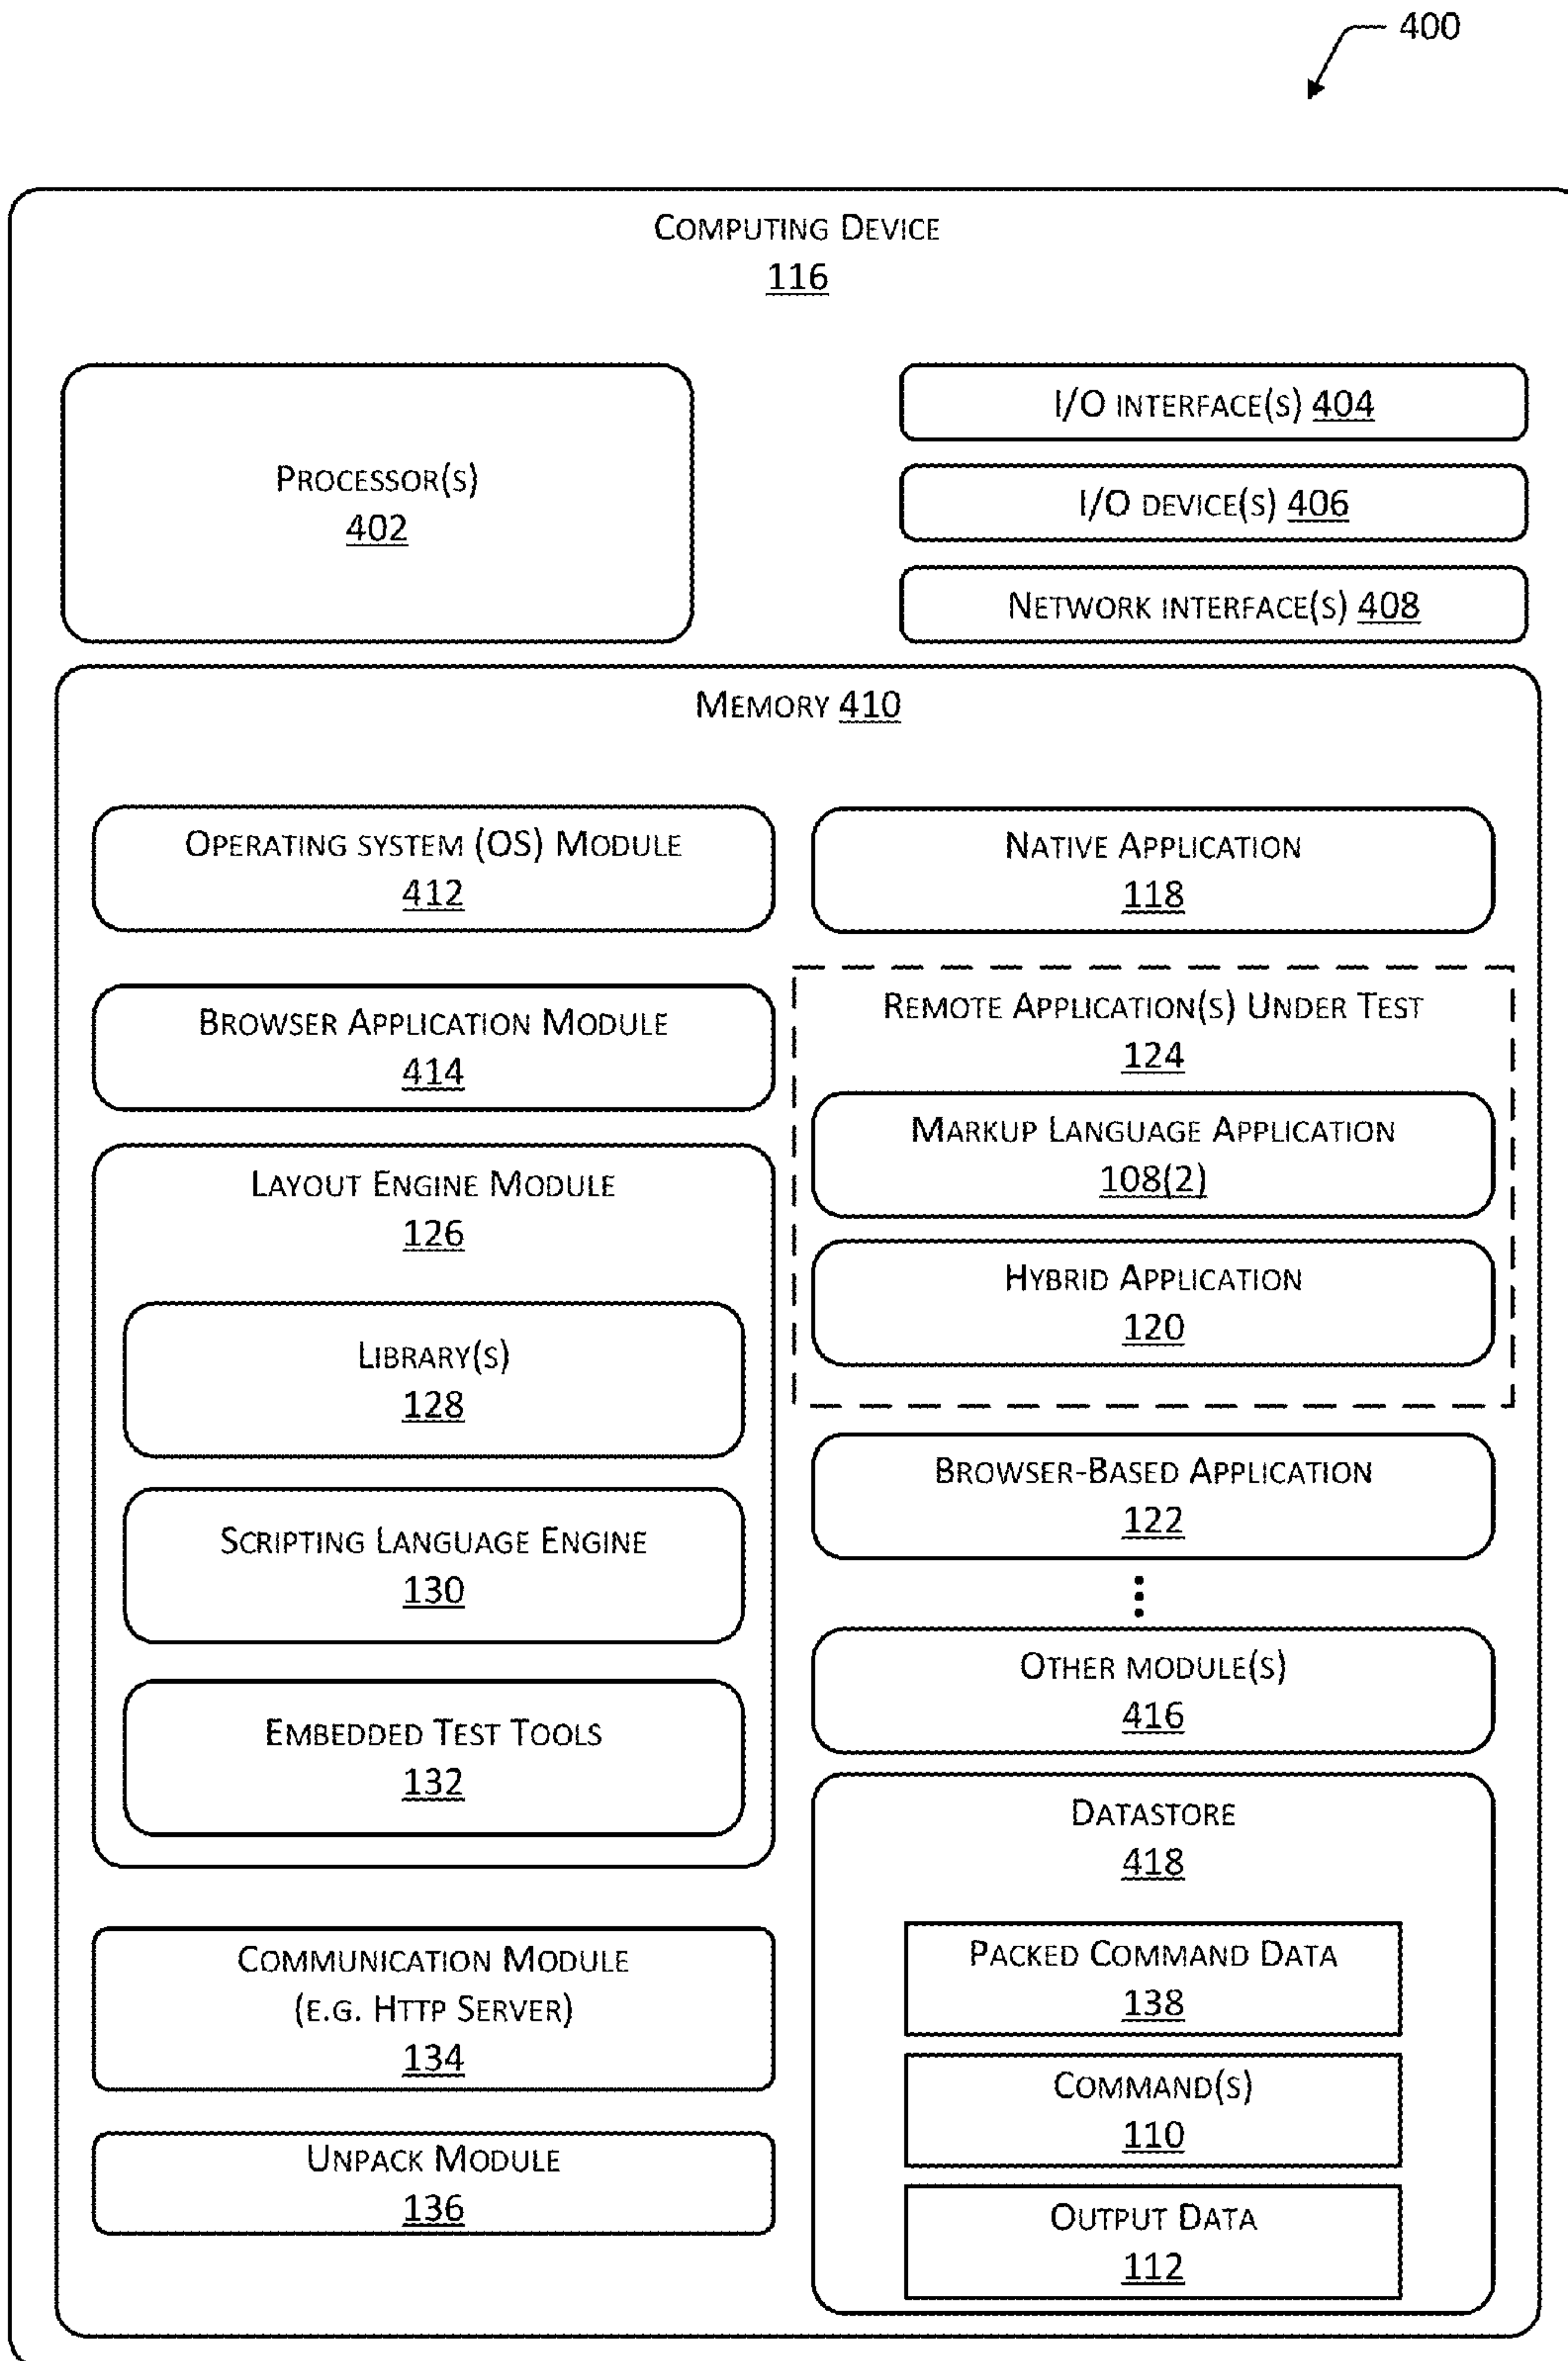 400
Computing Device
116
Processor(s)
402
I/O interface(s) 404
I/O device(s) 406
Network interface(s) 408
Memory 410
Operating system (OS) Module
412
Browser Application Module
414
Layout Engine Module
126
Library(s)
128
Scripting Language Engine
130
Embedded Test Tools
132
Communication Module
(e.g. Http Server)
134
Unpack Module
136
Native Application
118
Remote Application(s) Under Test
124
Markup Language Application
108(2)
Hybrid Application
120
Browser-Based Application
122
Other module(s)
416
Datastore
418
Packed Command Data
138
Command(s)
110
Output Data
112